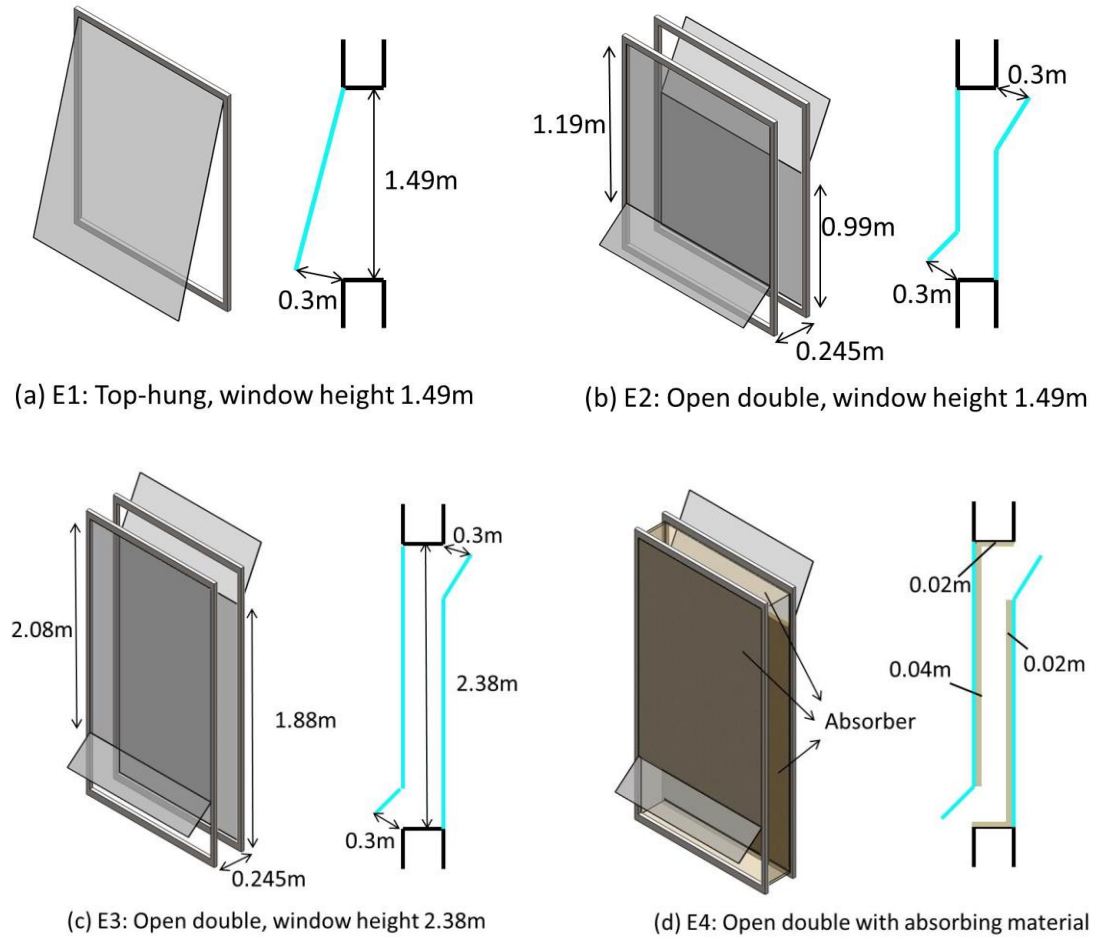 1.49m
0.3m
(a) E1: Top-hung, window height 1.49m
0.3m
1.19m
0.99m
0.3m
0.245m
(b) E2: Open double, window height 1.49m
0.3m
2.08m
2.38m
1.88m
0.3m
0.245m
(c) E3: Open double, window height 2.38m
0.02m
0.02m
0.04m
Absorber
(d) E4: Open double with absorbing material